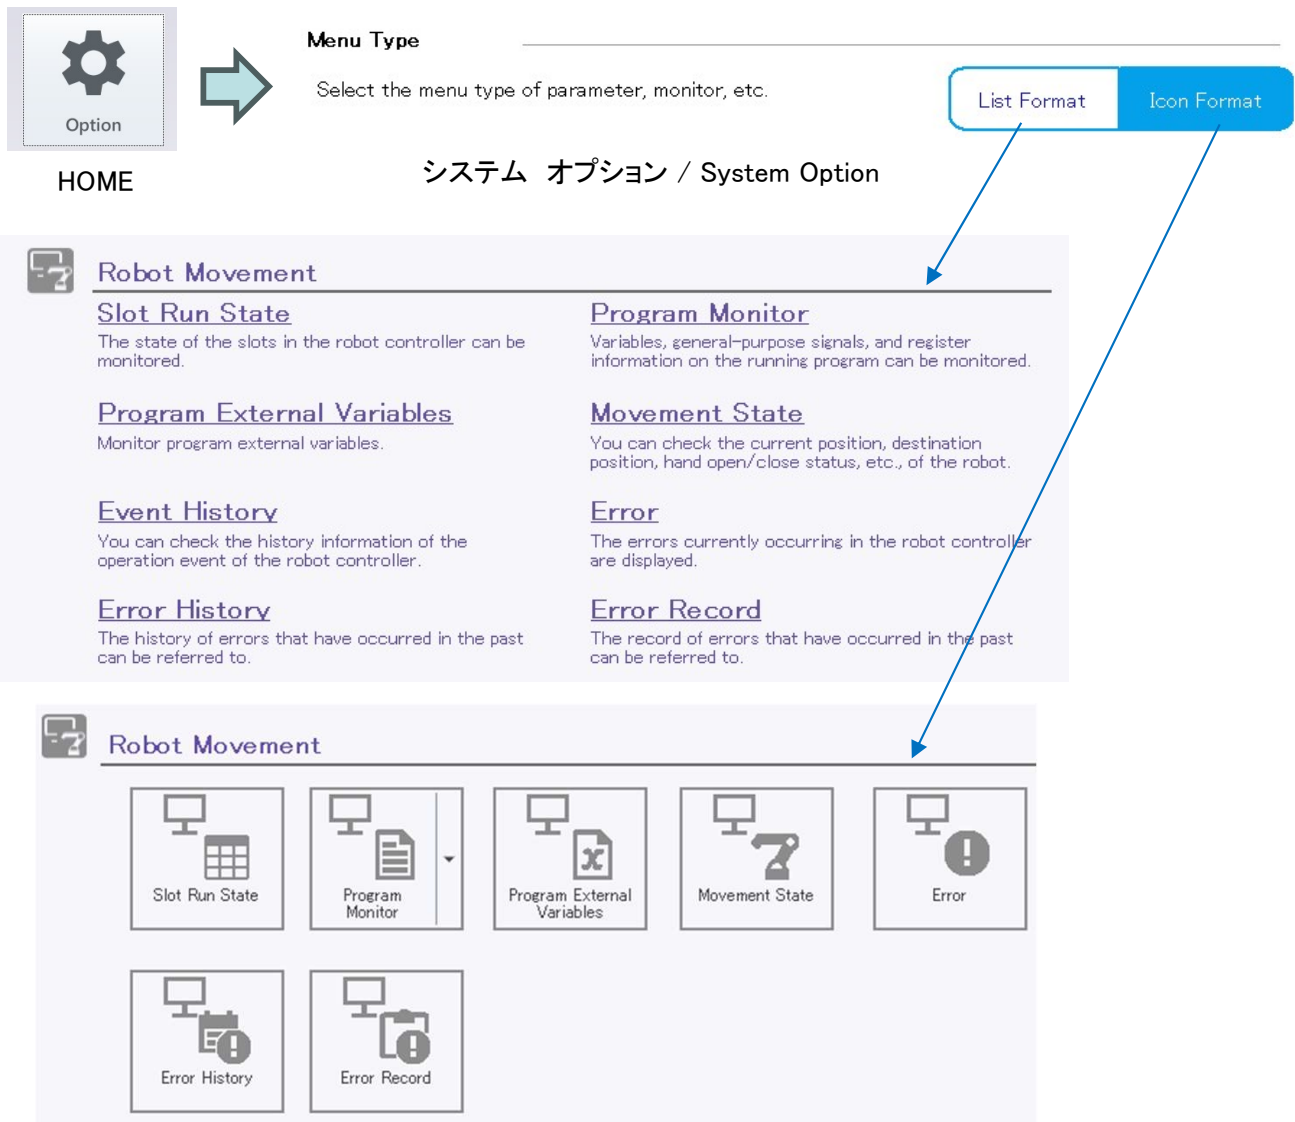 Option
HOME
Menu Type
Select the menu type of parameter, monitor, etc.
List Format
Icon Format
システム オプション / System Option
Robot Movement
Slot Run State
The state of the slots in the robot controller can be
monitored.
Program Monitor
Variables, general-purpose signals, and register
information on the running program can be monitored.
Program External Variables
Monitor program external variables.
Movement State
You can check the current position, destination
position, hand open/close status, etc., of the robot.
Event History
You can check the history information of the
operation event of the robot controller.
Error
The errors currently occurring in the robot controller
are displayed.
Error History
The history of errors that have occurred in the past
can be referred to.
Error Record
The record of errors that have occurred in the past
can be referred to.
Robot Movement
Slot Run State
Program
Monitor
x
Program External
Variables
Movement State
Error
Error History
Error Record